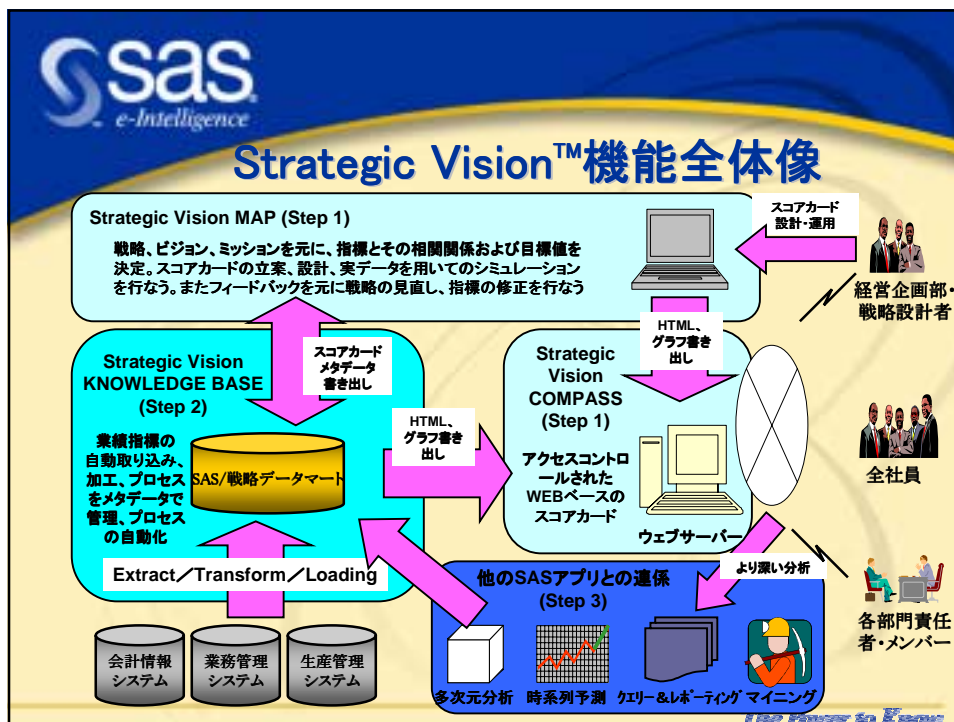 sas
e-Intelligence
Strategic Vision™機能全体像
Strategic Vision MAP (Step 1)
戦略、ビジョン、ミッションを元に、指標とその相関関係および目標値を
決定。スコアカードの立案、設計、実データを用いてのシミュレーション
を行なう。またフィードバックを元に戦略の見直し、指標の修正を行なう
スコアカード
設計・運用
経営企画部・
戦略設計者
Strategic Vision
KNOWLEDGE BASE
(Step 2)
スコアカード
メタデータ
書き出し
業績指標の
自動取り込み、
加工、プロセス
をメタデータで
管理、プロセス
の自動化
SAS/戦略データマート
HTML、
グラフ書き
出し
Strategic
Vision
COMPASS
(Step 1)
HTML、
グラフ書き
出し
アクセスコントロ
ールされた
WEBベースの
スコアカード
ウェブサーバー
全社員
Extract／Transform／Loading
他のSASアプリとの連係
(Step 3)
より深い分析
各部門責任
者・メンバー
会計情報
システム
業務管理
システム
生産管理
システム
多次元分析
時系列予測
クエリー＆レポーティング
マイニング
The Power to Know